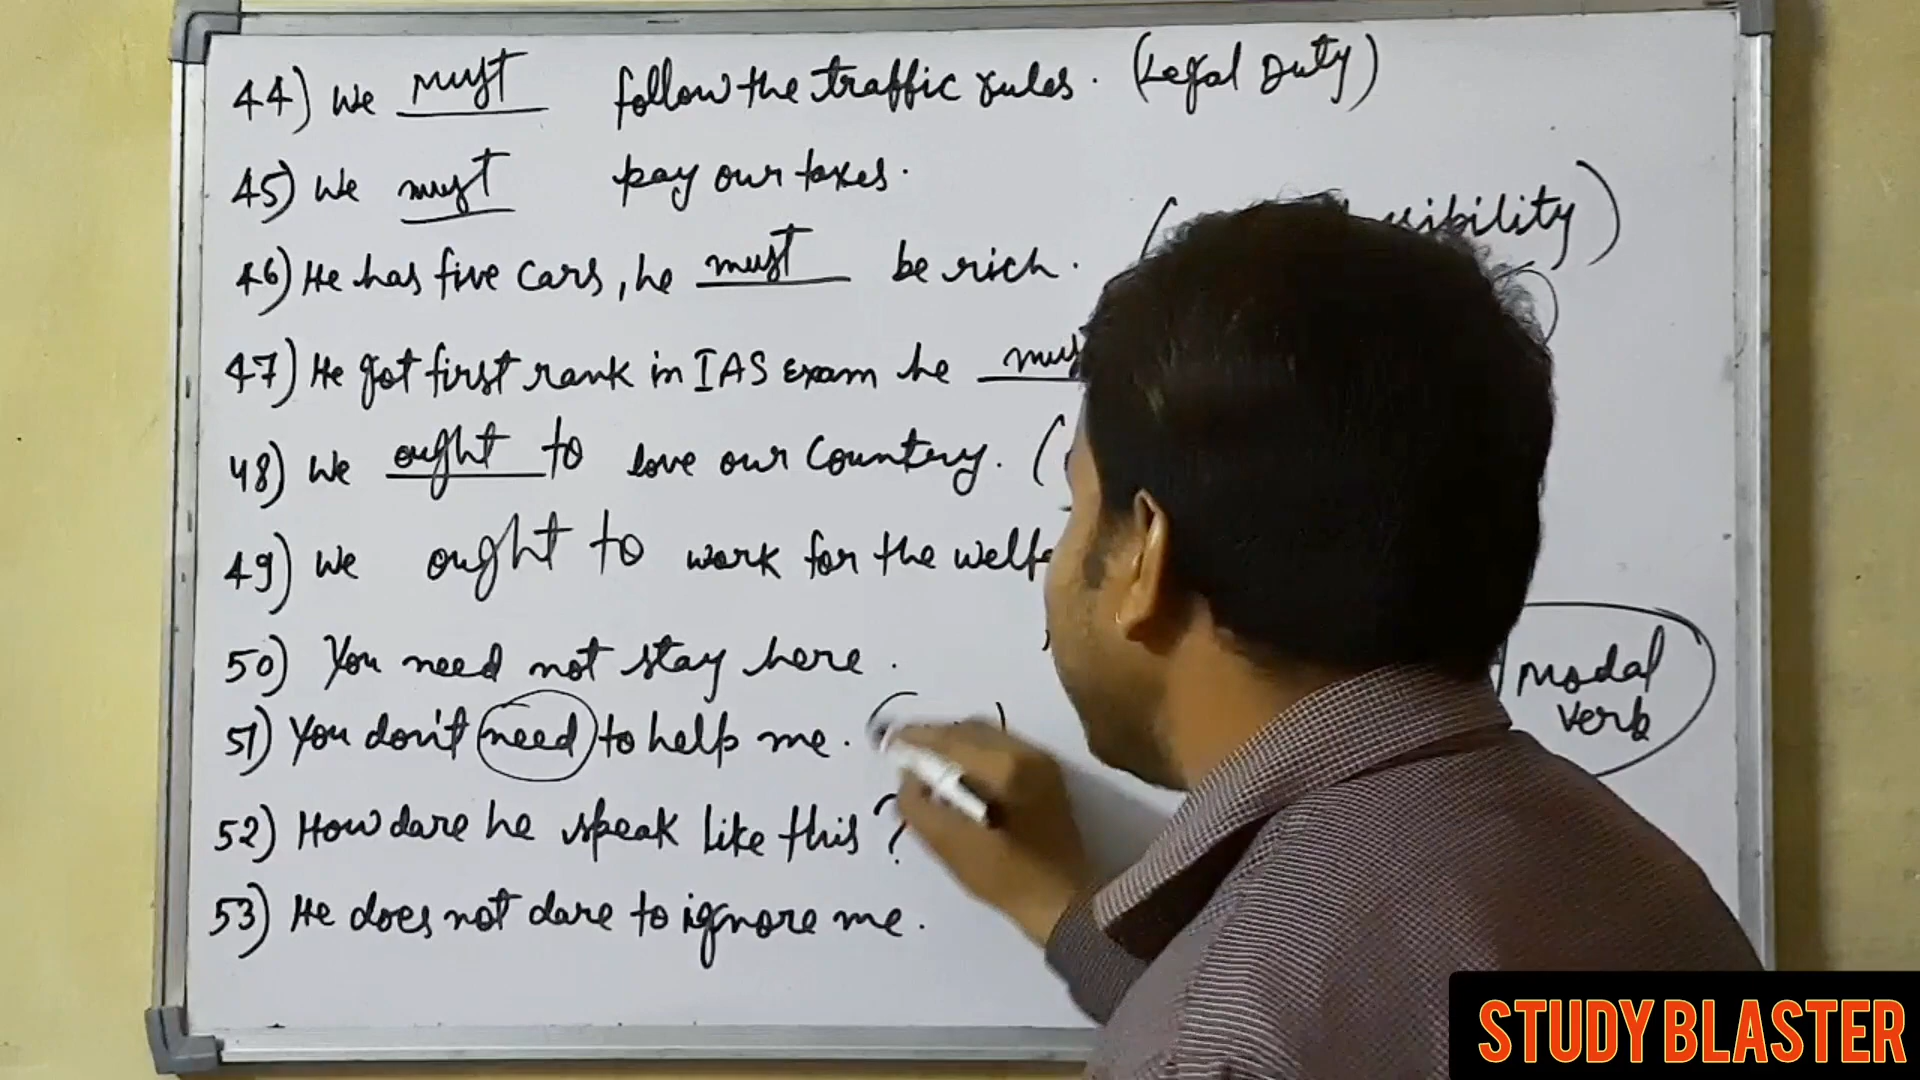 44) We must follow the traffic rules. (Legal Duty)
45) We must pay our taxes.
46) He has five cars, he must be rich.
47) He got first rank in IAS Exam he
48) We ought to love our Country. (
49) We ought to work for the
50) You need not stay here.
51) You don't need to help me. (
52) How dare he speak like this?
53) He does not dare to ignore me.
Modal
verb
STUDY BLASTER